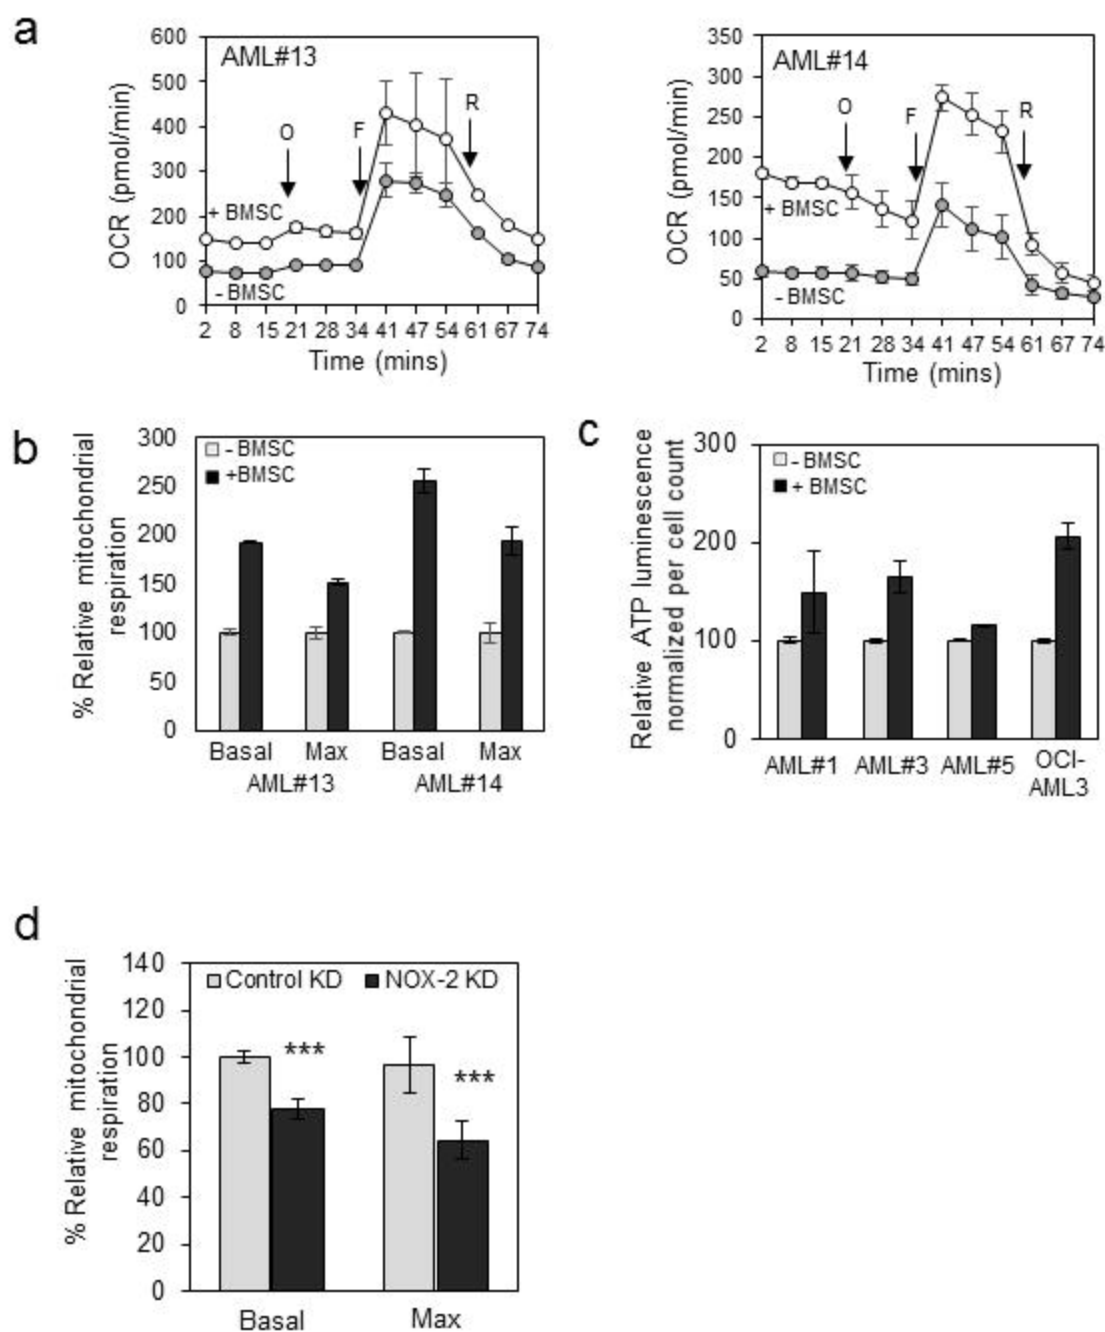 a
AML#13
OCR (pmol/min)
600
500
400
300
200
100
0
O
F
R
+ BMSC
- BMSC
2 8 15 21 28 34 41 47 54 61 67 74
Time (mins)
AML#14
OCR (pmol/min)
350
300
250
200
150
100
50
0
O
F
R
+ BMSC
- BMSC
2 8 15 21 28 34 41 47 54 61 67 74
Time (mins)
b
% Relative mitochondrial
respiration
300
250
200
150
100
50
0
- BMSC
+BMSC
Basal Max Basal Max
AML#13 AML#14
c
Relative ATP luminescence
normalized per cell count
300
200
100
0
- BMSC
+ BMSC
AML#1 AML#3 AML#5 OCI-
AML3
d
% Relative mitochondrial
respiration
140
120
100
80
60
40
20
0
Control KD NOX-2 KD
***
***
Basal Max